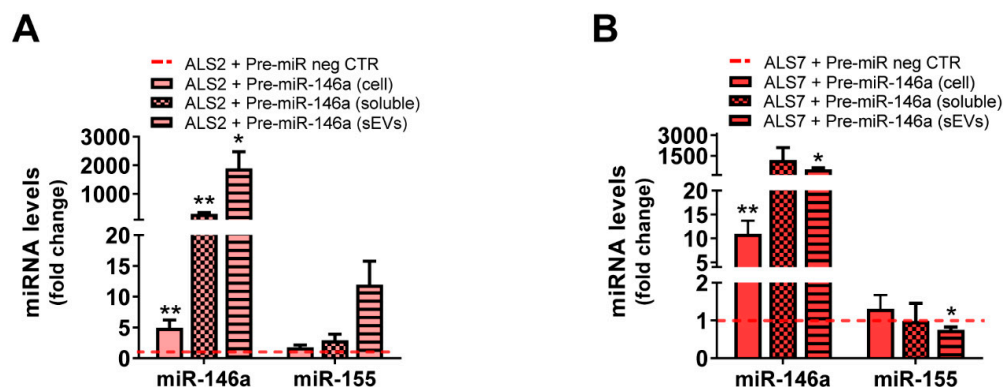 A
ALS2 + Pre-miR neg CTR
ALS2 + Pre-miR-146a (cell)
ALS2 + Pre-miR-146a (soluble)
ALS2 + Pre-miR-146a (sEVs)
miRNA levels
(fold change)
3000
2000
1000
20
15
10
5
0
**
**
*
miR-146a
miR-155
B
ALS7 + Pre-miR neg CTR
ALS7 + Pre-miR-146a (cell)
ALS7 + Pre-miR-146a (soluble)
ALS7 + Pre-miR-146a (sEVs)
miRNA levels
(fold change)
3000
1500
20
15
10
5
2
1
0
**
*
*
miR-146a
miR-155